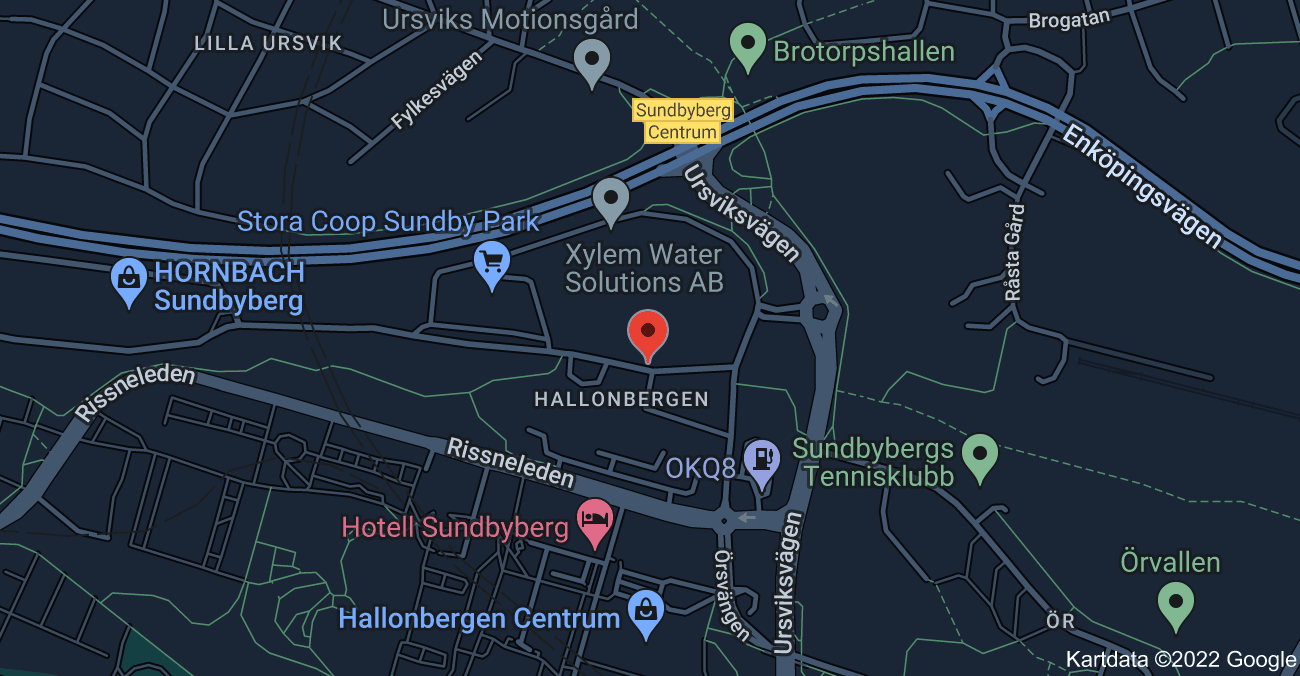 Ursviks Motionsgård
Brogatan
LILLA URSVIK
Brotorpshallen
Fylkesvägen
Sundbyberg
Centrum
Enköpingsvägen
Ursviksvägen
Stora Coop Sundby Park
Råsta Gård
Xylem Water
Solutions AB
HORNBACH
Sundbyberg
Rissneleden
HALLONBERGEN
Rissneleden
OKQ8
Sundbybergs
Tennisklubb
Hotell Sundbyberg
Örsvängen
Ursviksvägen
Örvallen
Hallonbergen Centrum
ÖR
Kartdata ©2022 Google